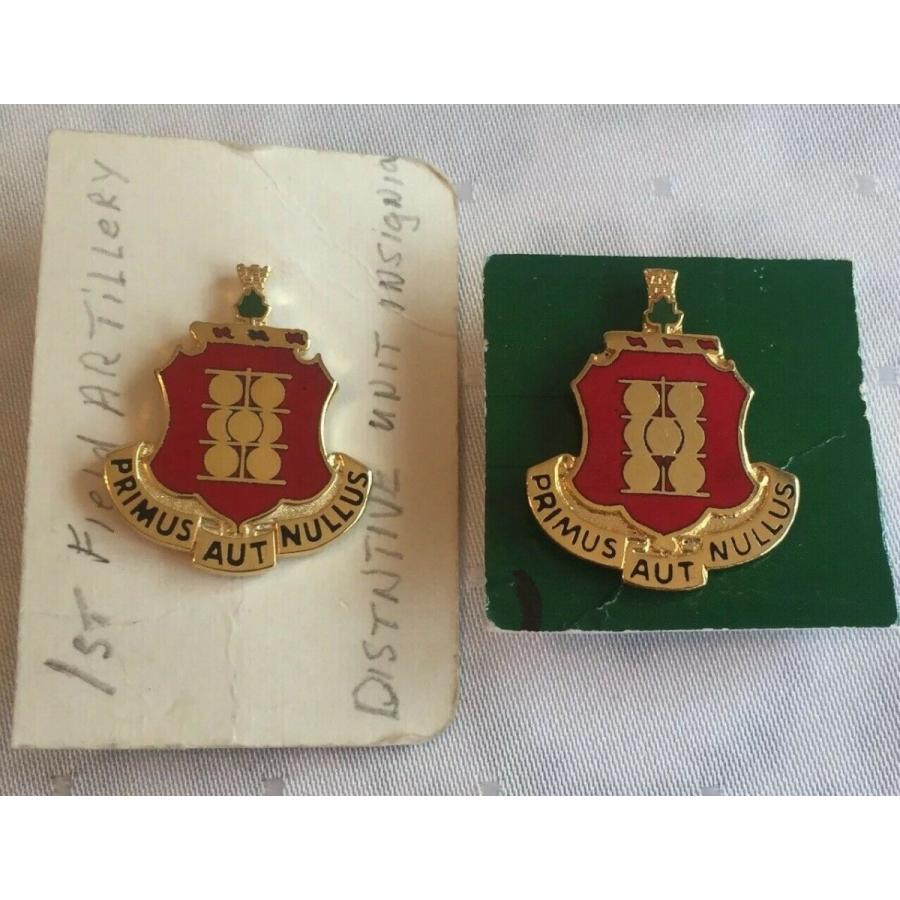 1ST Field ARTilleRY
DISTNTIVE UNIT INSigNia
PRIMUS AUT NULLUS
PRIMUS AUT NULLUS